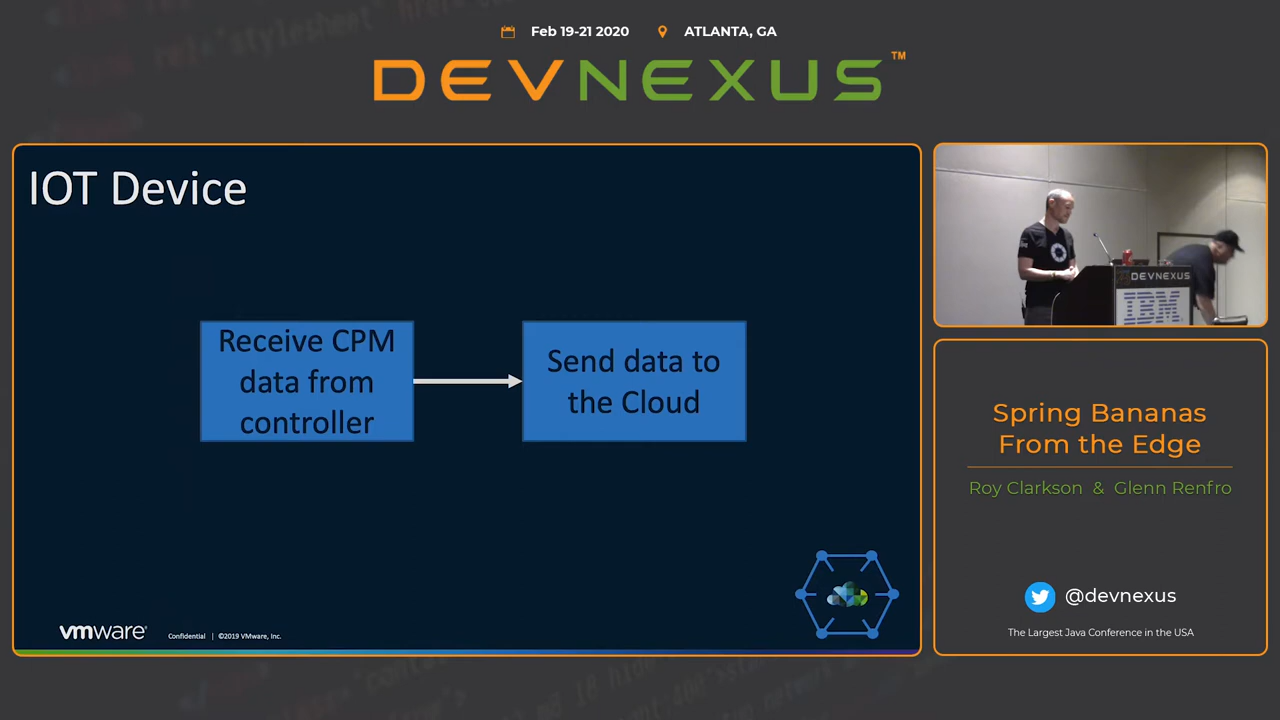 Feb 19-21 2020 ATLANTA, GA
DEVNEXUS™
IOT Device
Receive CPM
data from
controller
Send data to
the Cloud
vmware®
Confidential | ©2019 VMware, Inc.
DEVNEXUS
IBM
Spring Bananas
From the Edge
Roy Clarkson & Glenn Renfro
@devnexus
The Largest Java Conference in the USA